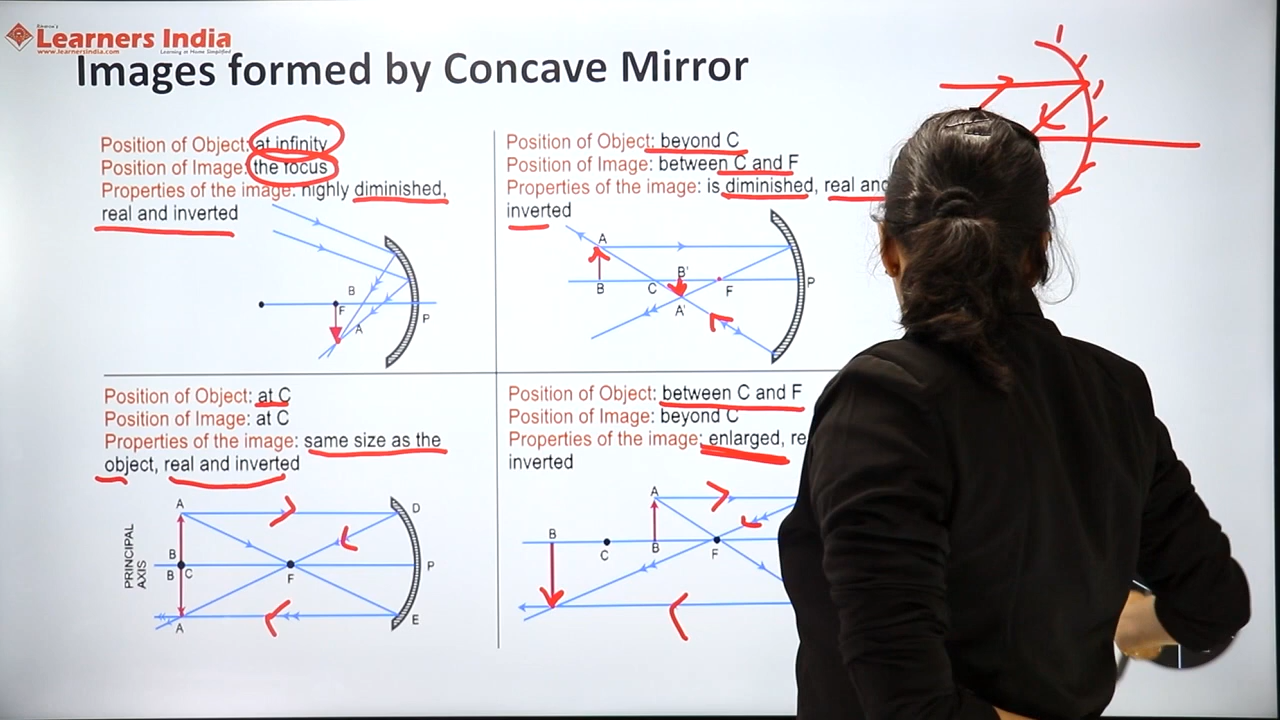 Bharat's
Learners India
www.learnersindia.com Learning at Home Simplified
Images formed by Concave Mirror
Position of Object: at infinity
Position of Image: the focus
Properties of the image: highly diminished,
real and inverted
B
F
A
P
Position of Object: beyond C
Position of Image: between C and F
Properties of the image: is diminished, real and
inverted
A
B
C
B'
A'
F
P
Position of Object: at C
Position of Image: at C
Properties of the image: same size as the
object, real and inverted
PRINCIPAL
AXIS
A
B
B C
A
F
D
P
E
Position of Object: between C and F
Position of Image: beyond C
Properties of the image: enlarged, re
inverted
A
B
C
B
F